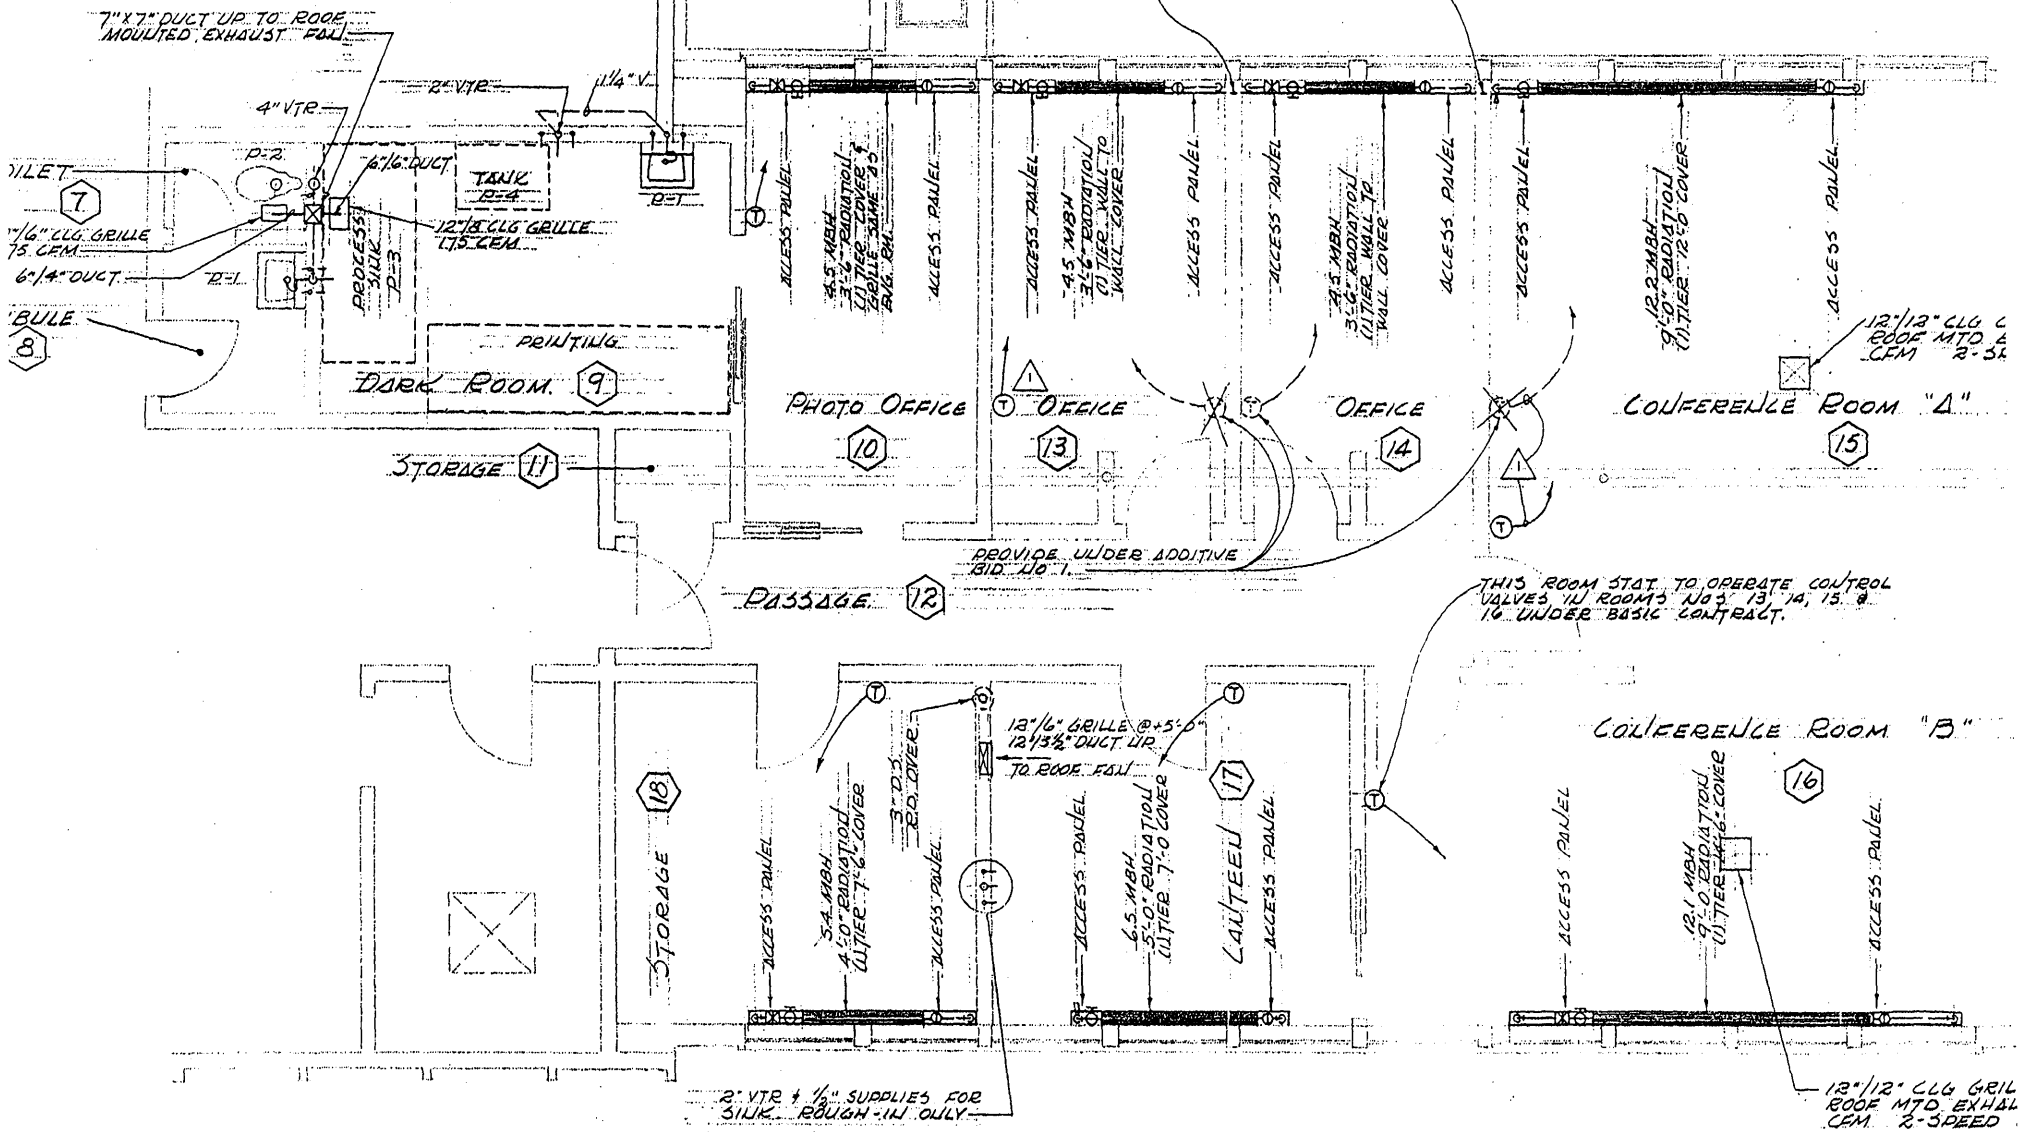 7"x7" DUCT UP TO ROOF
MOUNTED EXHAUST FAN
4" VTR
2" VTR
1¼" V
P-2
6"/6" DUCT
TANK
P-4
P-1
7
/6" CLG GRILLE
75 CFM
6"/4" DUCT
P-1
PROCESS
SINK
P-3
12"/8 CLG GRILLE
175 CFM
8
PRINTING
DARK ROOM
9
STORAGE
11
T
ACCESS PANEL
4.5 MBH
3'-6" RADIATION
(1) TIER COVER &
GRILLE SAME AS
ENG. RM.
ACCESS PANEL
PHOTO OFFICE
10
ACCESS PANEL
4.5 MBH
3'-6" RADIATION
(1) TIER WALL TO
WALL COVER
ACCESS PANEL
T
1
OFFICE
13
ACCESS PANEL
4.5 MBH
3'-6" RADIATION
(1) TIER WALL TO
WALL COVER
ACCESS PANEL
T
OFFICE
14
ACCESS PANEL
12.2 MBH
9'-0" RADIATION
(1) TIER 12'-0 COVER
ACCESS PANEL
12"/12" CLG
ROOF MTD
CFM 2-
CONFERENCE ROOM "A"
15
1
T
PROVIDE UNDER ADDITIVE
BID NO 1.
PASSAGE
12
THIS ROOM STAT TO OPERATE CONTROL
VALVES IN ROOMS NOS 13, 14, 15 &
16 UNDER BASIC CONTRACT.
18
STORAGE
T
ACCESS PANEL
5.4 MBH
4'-0" RADIATION
(1) TIER 7'-6" COVER
3" D.S.
R.D. OVER
ACCESS PANEL
12"/6" GRILLE @+5'-0"
12"/3½" DUCT UP
TO ROOF FAN
T
ACCESS PANEL
6.5 MBH
5'-0" RADIATION
(1) TIER 7'-0 COVER
17
CANTEEN
ACCESS PANEL
T
CONFERENCE ROOM "B"
16
ACCESS PANEL
12.1 MBH
9'-0 RADIATION
(1) TIER 14'-6" COVER
ACCESS PANEL
2" VTR & ½" SUPPLIES FOR
SINK ROUGH-IN ONLY
12"/12" CLG GRIL
ROOF MTD EXHAU
CFM 2-SPEED